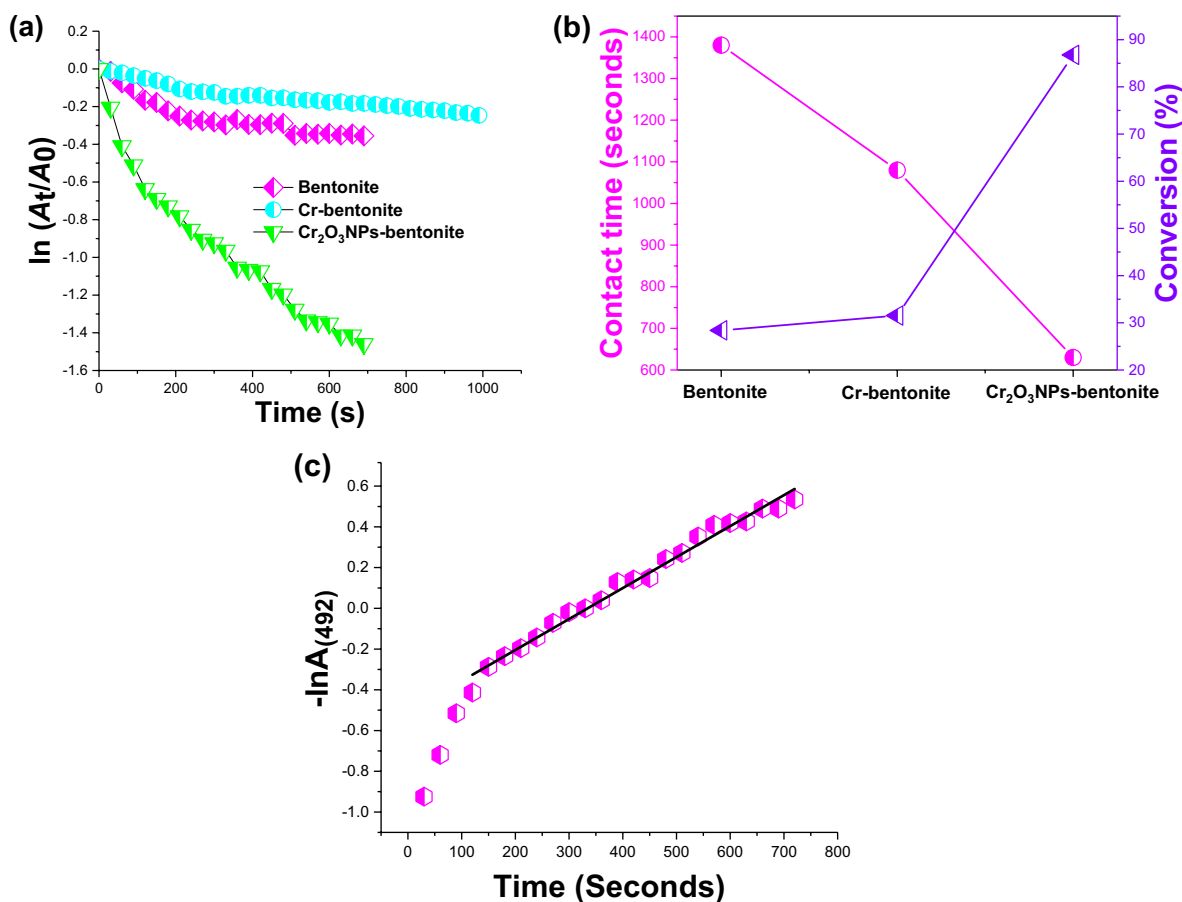 (a)
ln (At/A0)
0.2
0.0
-0.2
-0.4
-0.6
-0.8
-1.0
-1.2
-1.4
-1.6
Bentonite
Cr-bentonite
Cr₂O₃NPs-bentonite
0 200 400 600 800 1000
Time (s)
(b)
Contact time (seconds)
1400
1300
1200
1100
1000
900
800
700
600
90
80
70
60
50
40
30
20
Conversion (%)
Bentonite Cr-bentonite Cr₂O₃NPs-bentonite
(c)
-lnA(492)
0.6
0.4
0.2
0.0
-0.2
-0.4
-0.6
-0.8
-1.0
0 100 200 300 400 500 600 700 800
Time (Seconds)